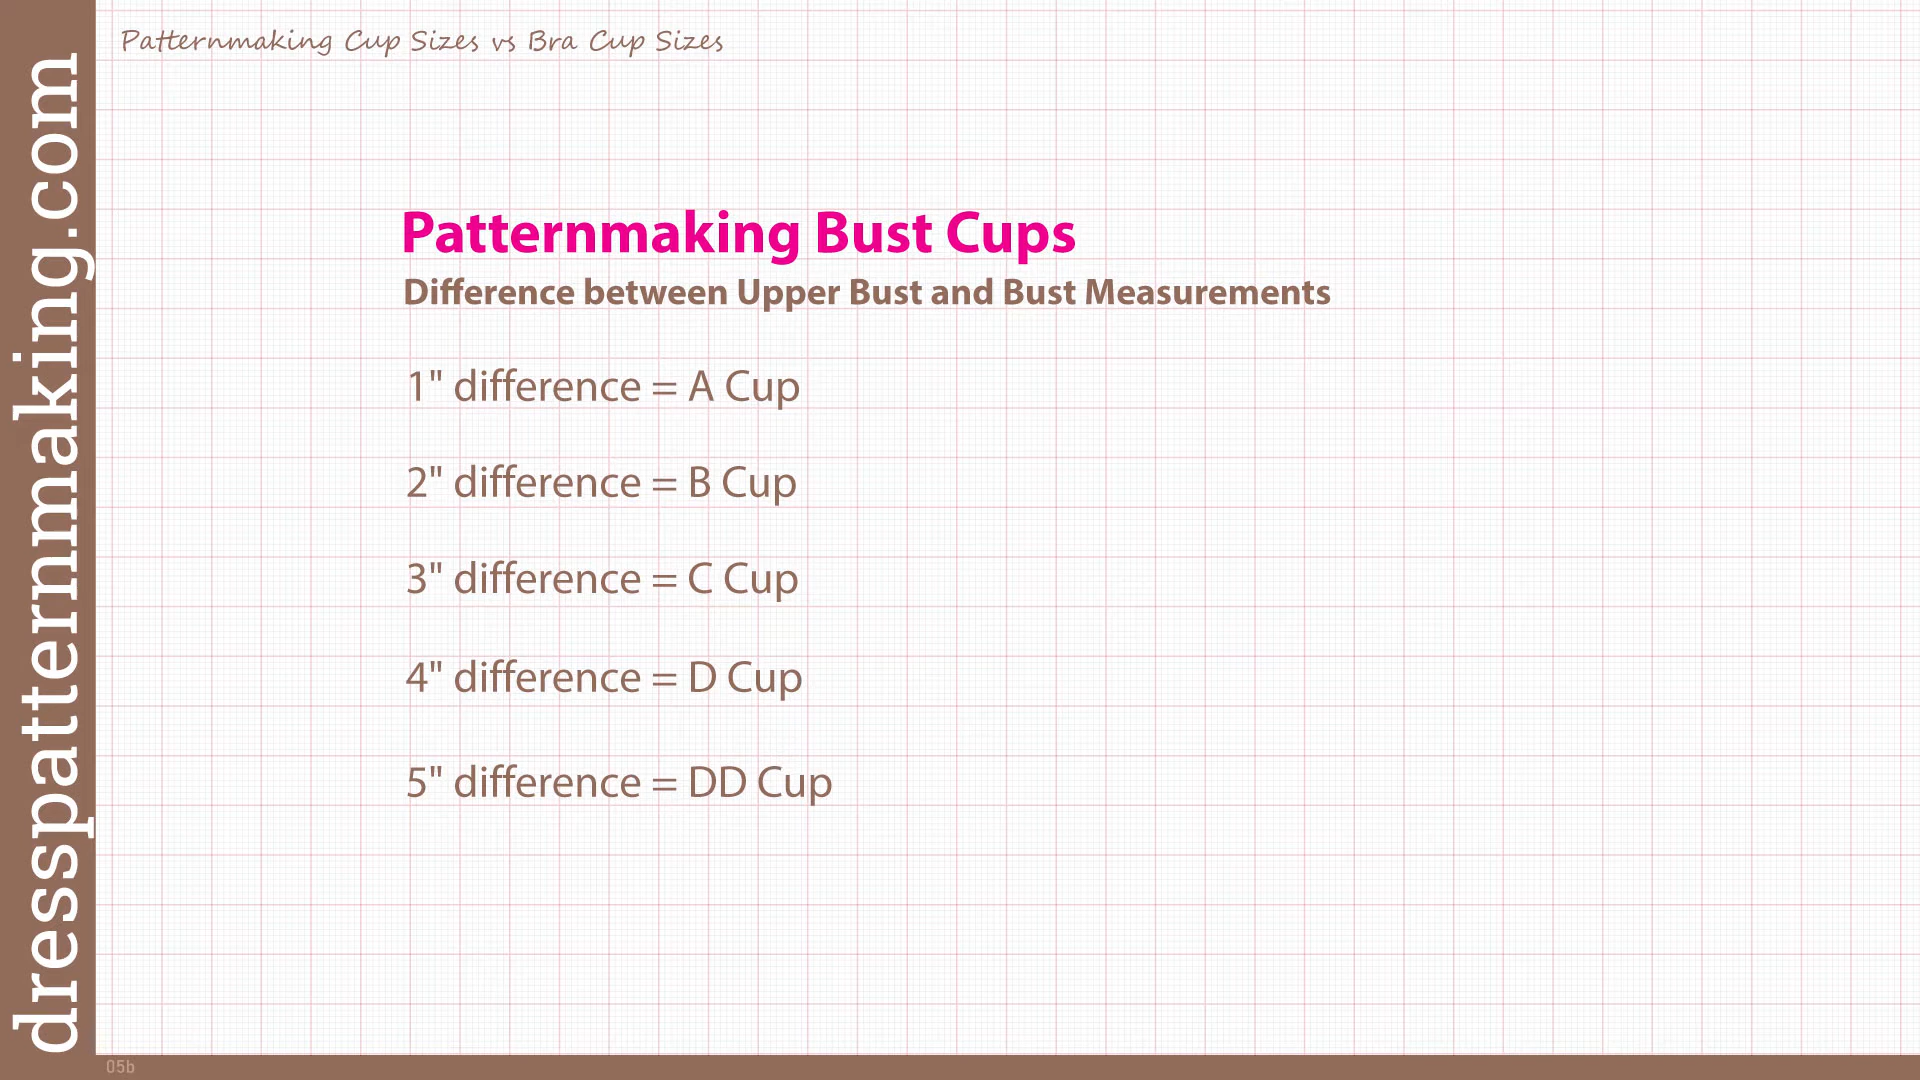 Patternmaking Cup Sizes vs Bra Cup Sizes
dresspatternmaking.com
Patternmaking Bust Cups
Difference between Upper Bust and Bust Measurements
1" difference = A Cup
2" difference = B Cup
3" difference = C Cup
4" difference = D Cup
5" difference = DD Cup
05b